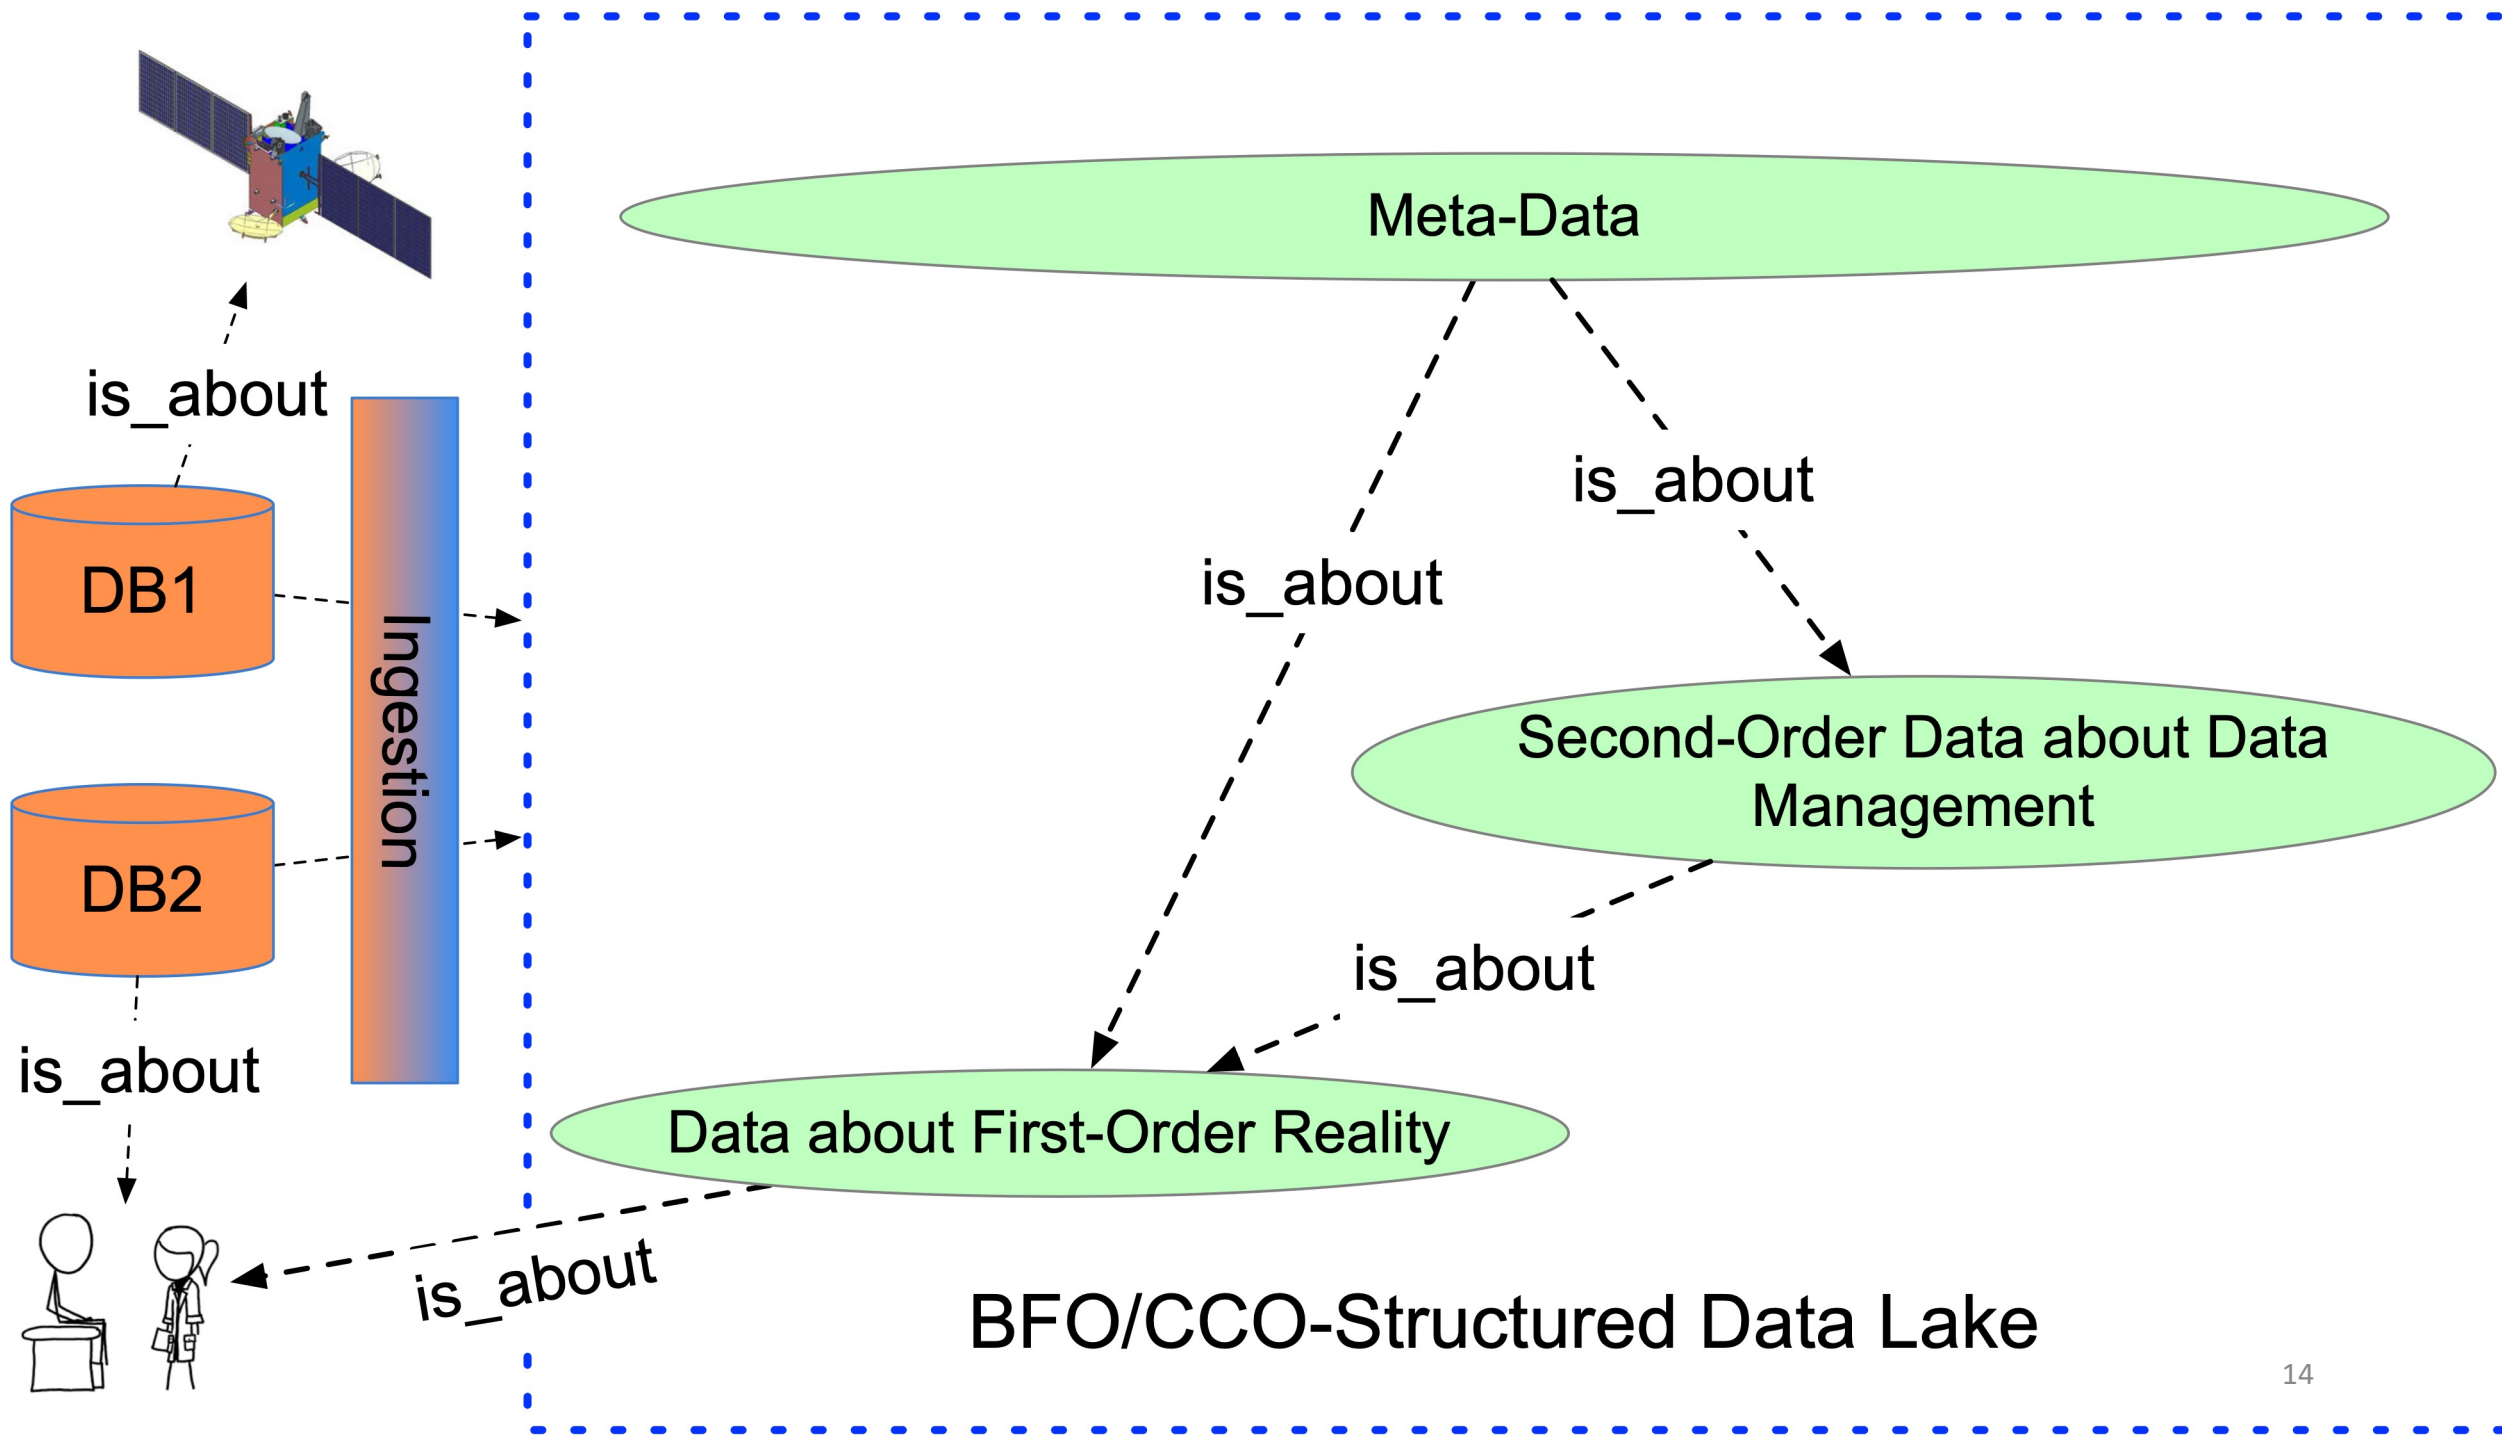 Meta-Data
is_about
is_about
DB1
is_about
Ingestion
Second-Order Data about Data
Management
DB2
is_about
is_about
Data about First-Order Reality
is_about
BFO/CCO-Structured Data Lake
14